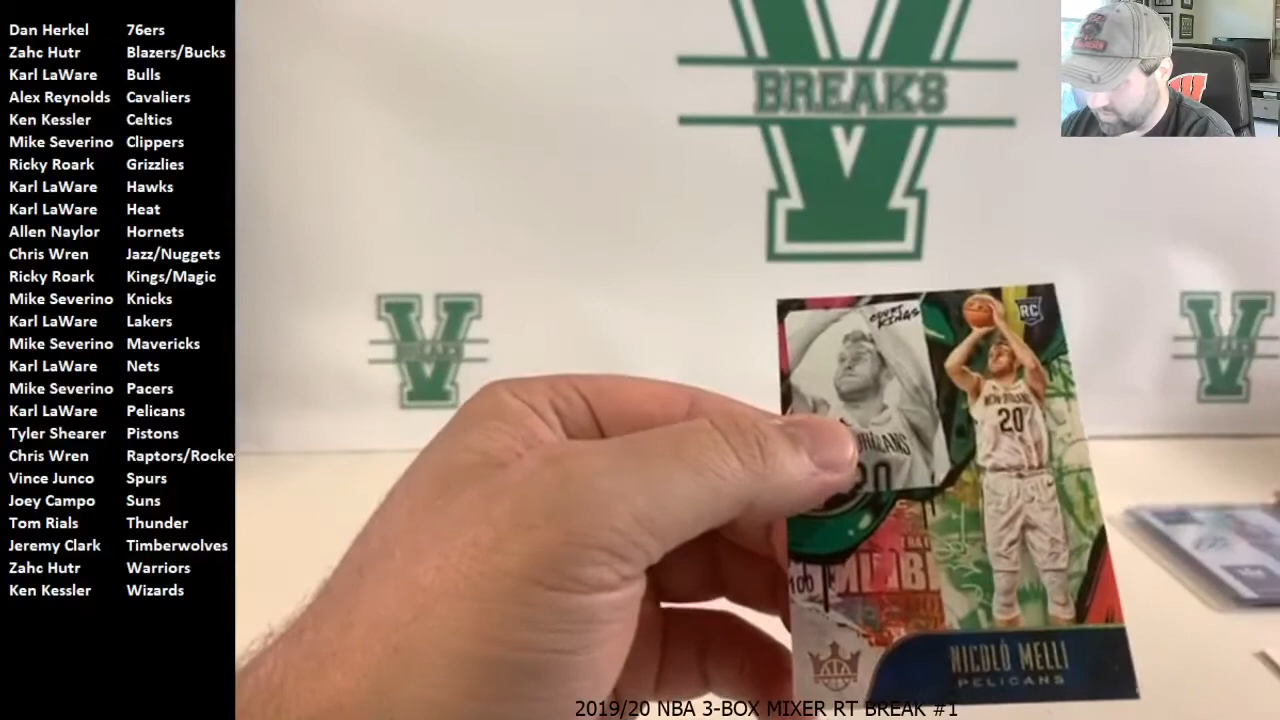 Dan Herkel 76ers
Zahc Hutr Blazers/Bucks
Karl LaWare Bulls
Alex Reynolds Cavaliers
Ken Kessler Celtics
Mike Severino Clippers
Ricky Roark Grizzlies
Karl LaWare Hawks
Karl LaWare Heat
Allen Naylor Hornets
Chris Wren Jazz/Nuggets
Ricky Roark Kings/Magic
Mike Severino Knicks
Karl LaWare Lakers
Mike Severino Mavericks
Karl LaWare Nets
Mike Severino Pacers
Karl LaWare Pelicans
Tyler Shearer Pistons
Chris Wren Raptors/Rocke
Vince Junco Spurs
Joey Campo Suns
Tom Rials Thunder
Jeremy Clark Timberwolves
Zahc Hutr Warriors
Ken Kessler Wizards
V
BREAKS
V
BREAKS
V
COURT
KINGS
RC
NEW ORLEANS
20
20
100
NICOLÒ MELLI
PELICANS
2019/20 NBA 3-BOX MIXER RT BREAK #1